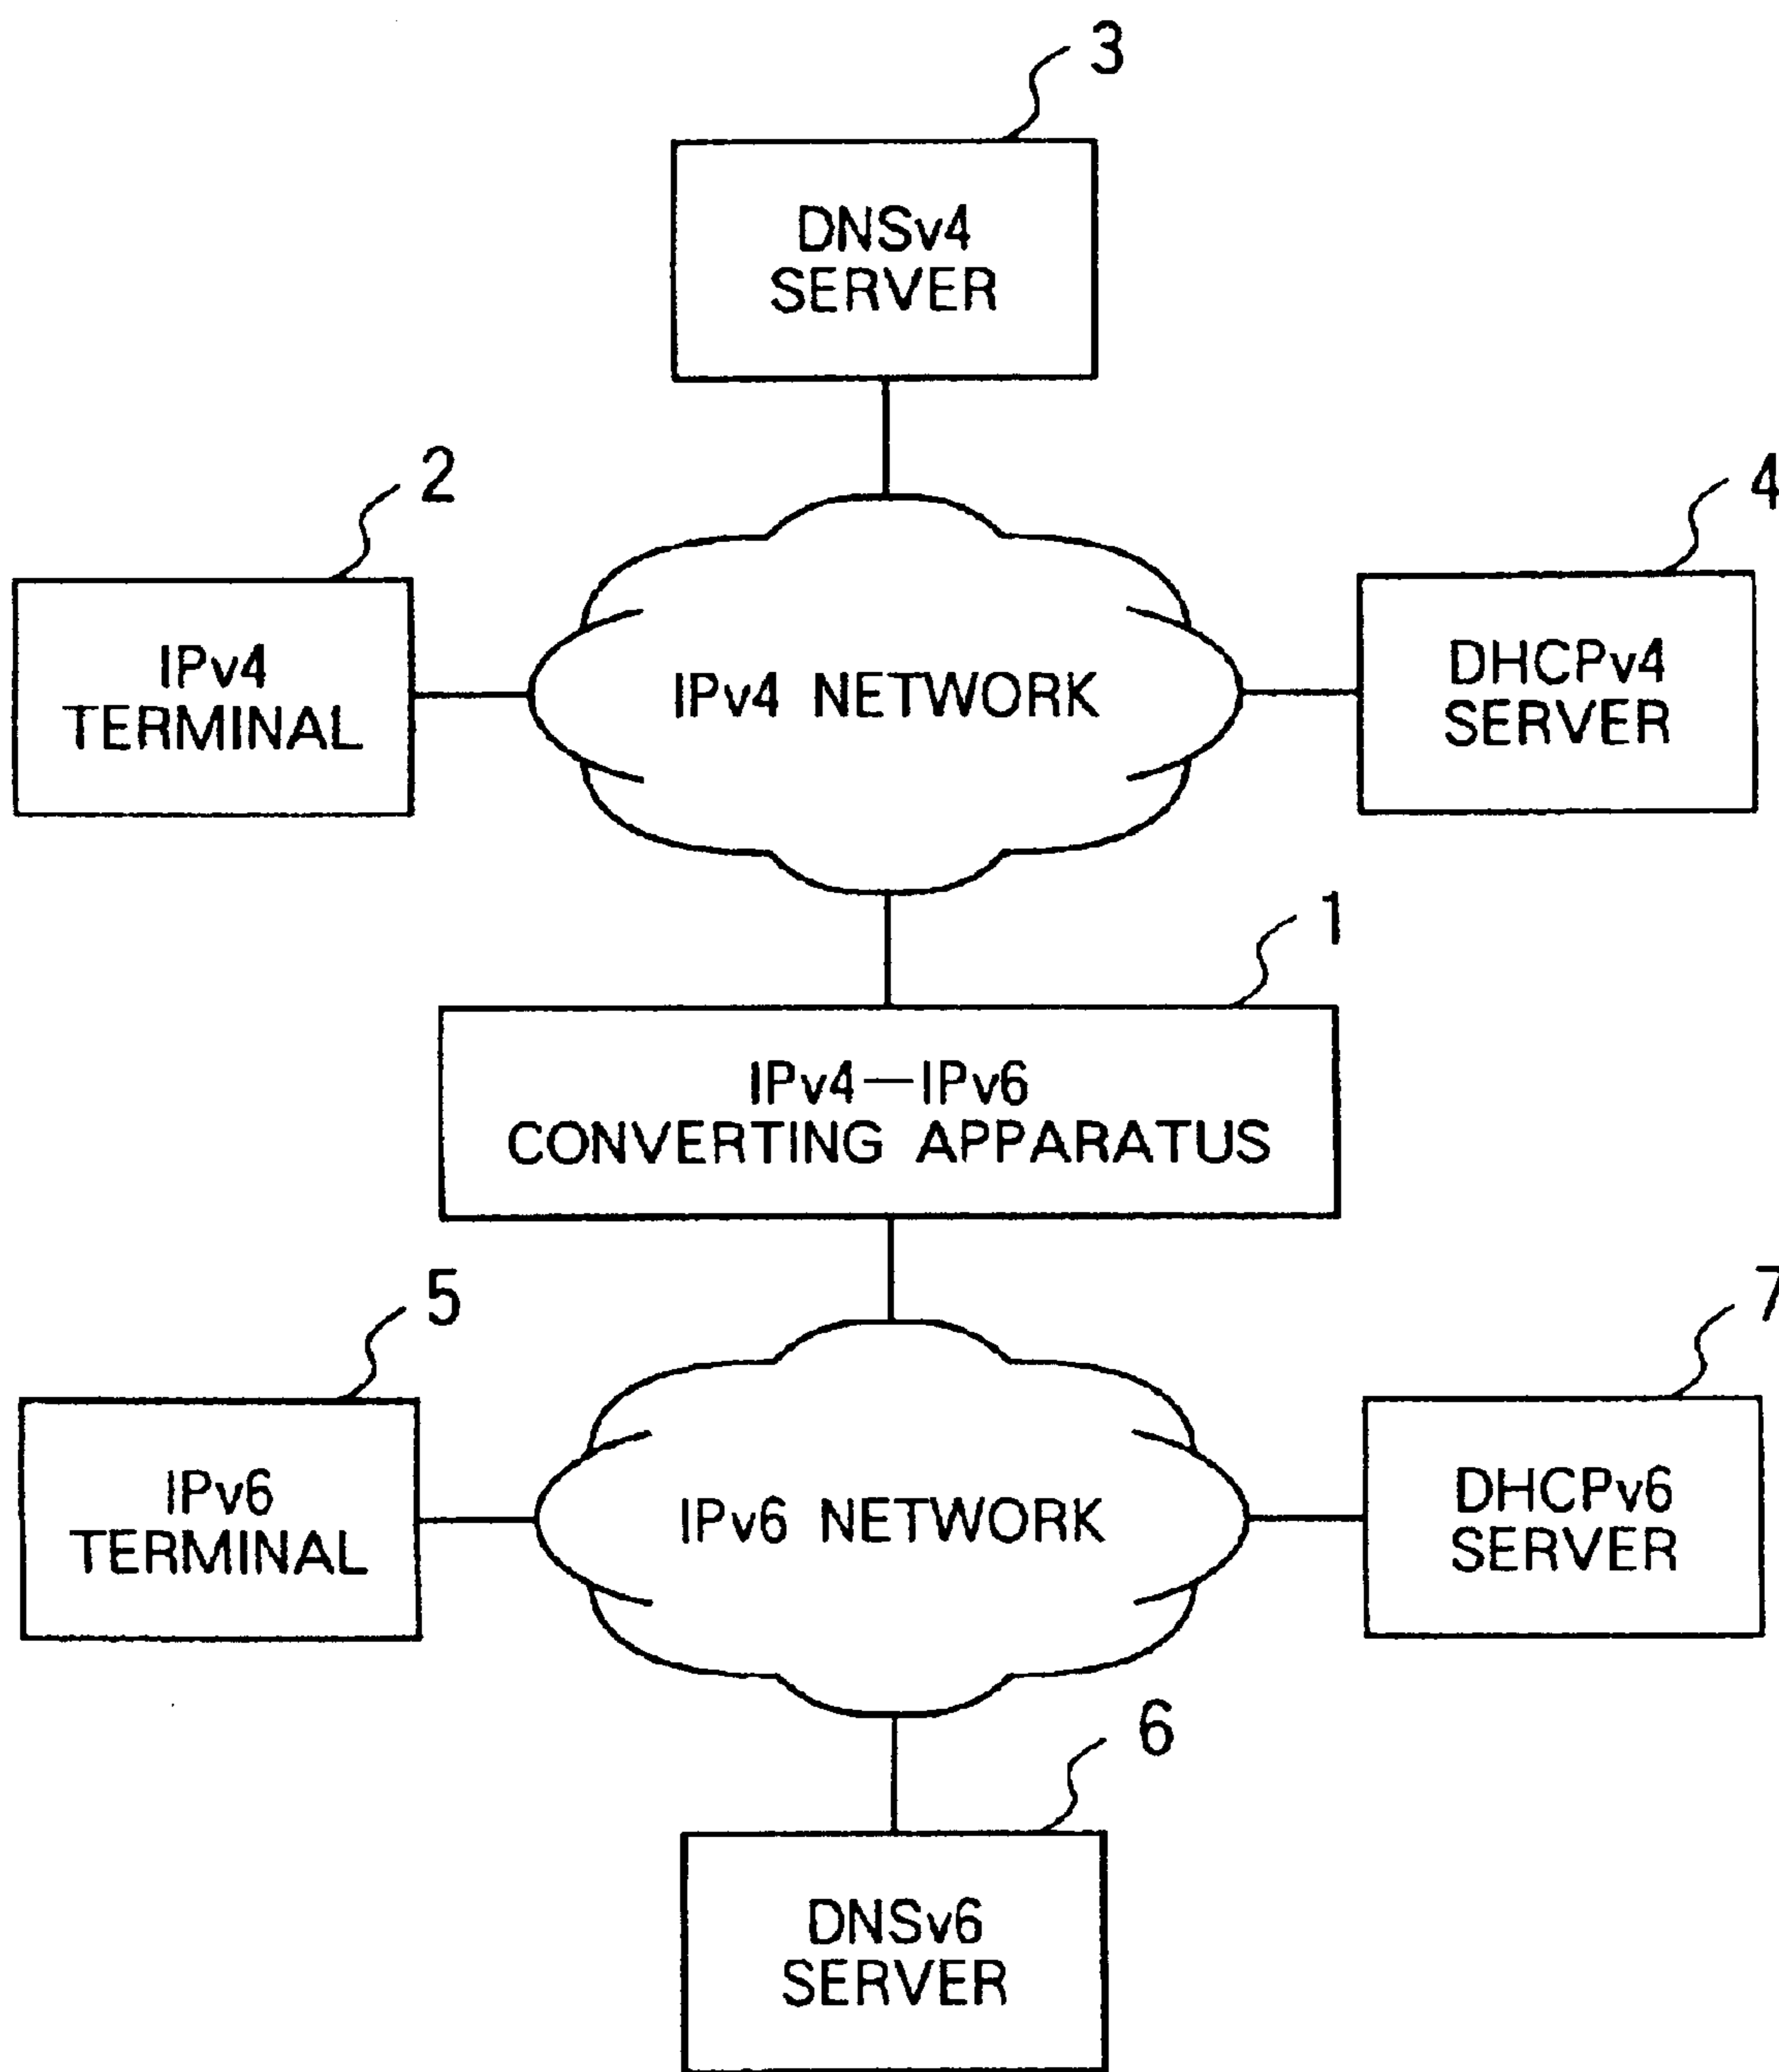 3
DNSv4
SERVER
2
4
IPv4
TERMINAL
IPv4 NETWORK
DHCPv4
SERVER
1
IPv4—IPv6
CONVERTING APPARATUS
5
7
IPv6
TERMINAL
IPv6 NETWORK
DHCPv6
SERVER
6
DNSv6
SERVER